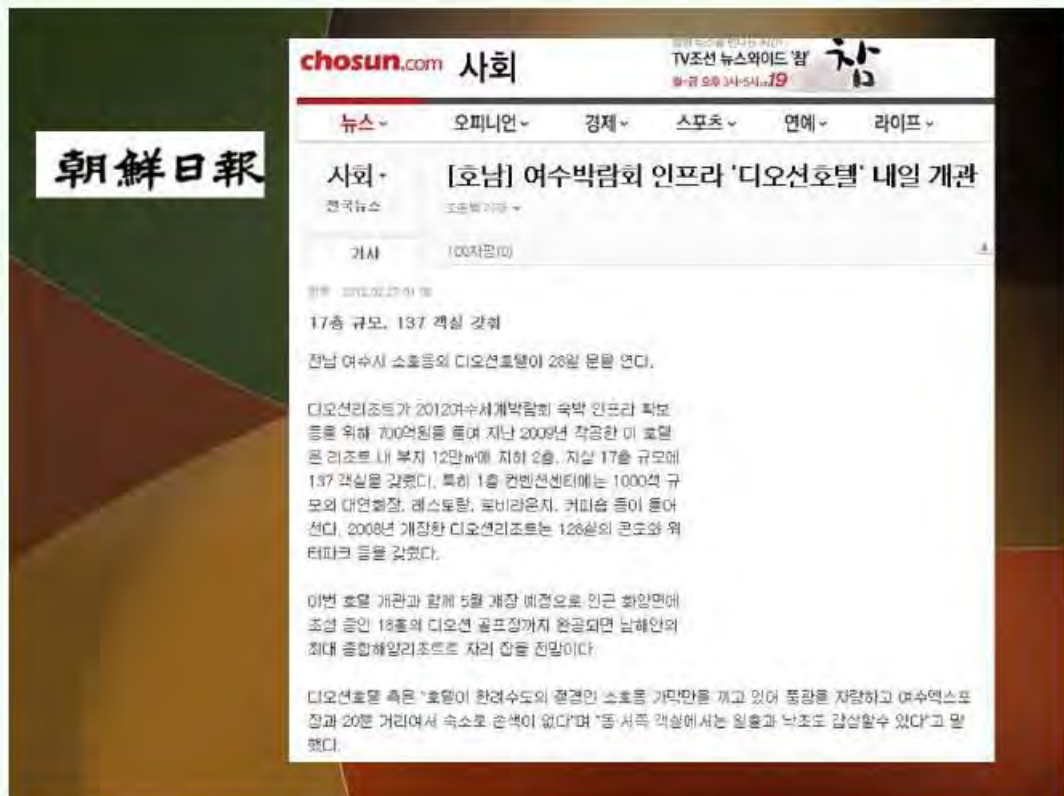 chosun.com 사회
TV조선 뉴스와이드 '참'
참
뉴스
오피니언
경제
스포츠
연예
라이프
朝鮮日報
사회
[호남] 여수박람회 인프라 '디오션호텔' 내일 개관
전국뉴스
기사
100자평(0)
17층 규모, 137 객실 갖춰
전남 여수시 소호동의 디오션호텔이 28일 문을 연다.
디오션리조트가 2012여수세계박람회 숙박 인프라 확보
등을 위해 700억원을 들여 지난 2009년 착공한 이 호텔
은 리조트 내 부지 12만㎡에 지하 2층, 지상 17층 규모에
137 객실을 갖췄다. 특히 1층 컨벤션센터에는 1000석 규
모의 대연회장, 레스토랑, 로비라운지, 커피숍 등이 들어
선다. 2008년 개장한 디오션리조트는 128실의 콘도와 워
터파크 등을 갖췄다.
이번 호텔 개관과 함께 5월 개장 예정으로 인근 화양면에
조성 중인 18홀의 디오션 골프장까지 완공되면 남해안의
최대 종합해양리조트로 자리 잡을 전망이다.
디오션호텔 측은 "호텔이 한려수도의 절경인 소호동 가막만을 끼고 있어 풍광을 자랑하고 여수엑스포
장과 20분 거리여서 숙소로 손색이 없다"며 "동·서쪽 객실에서는 일출과 낙조도 감상할수 있다"고 말
했다.